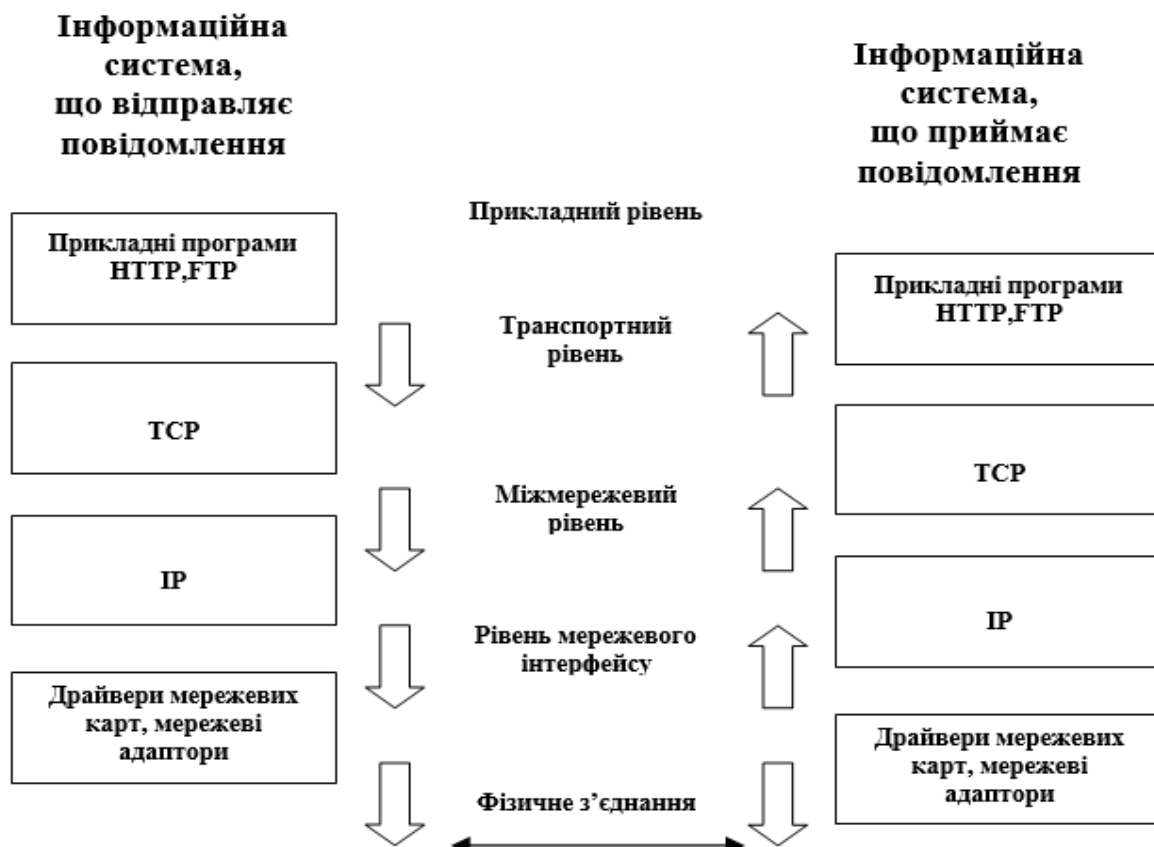 Інформаційна
система,
що відправляє
повідомлення
Прикладні програми
HTTP,FTP
TCP
IP
Драйвери мережевих
карт, мережеві
адаптори
Прикладний рівень
Транспортний
рівень
Міжмережевий
рівень
Рівень мережевого
інтерфейсу
Фізичне з’єднання
Інформаційна
система,
що приймає
повідомлення
Прикладні програми
HTTP,FTP
TCP
IP
Драйвери мережевих
карт, мережеві
адаптори